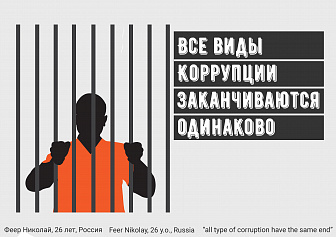 ВСЕ ВИДЫ
КОРРУПЦИИ
ЗАКАНЧИВАЮТСЯ
ОДИНАКОВО
Феер Николай, 26 лет, Россия Feer Nikolay, 26 y.o., Russia "all type of corruption have the same end"